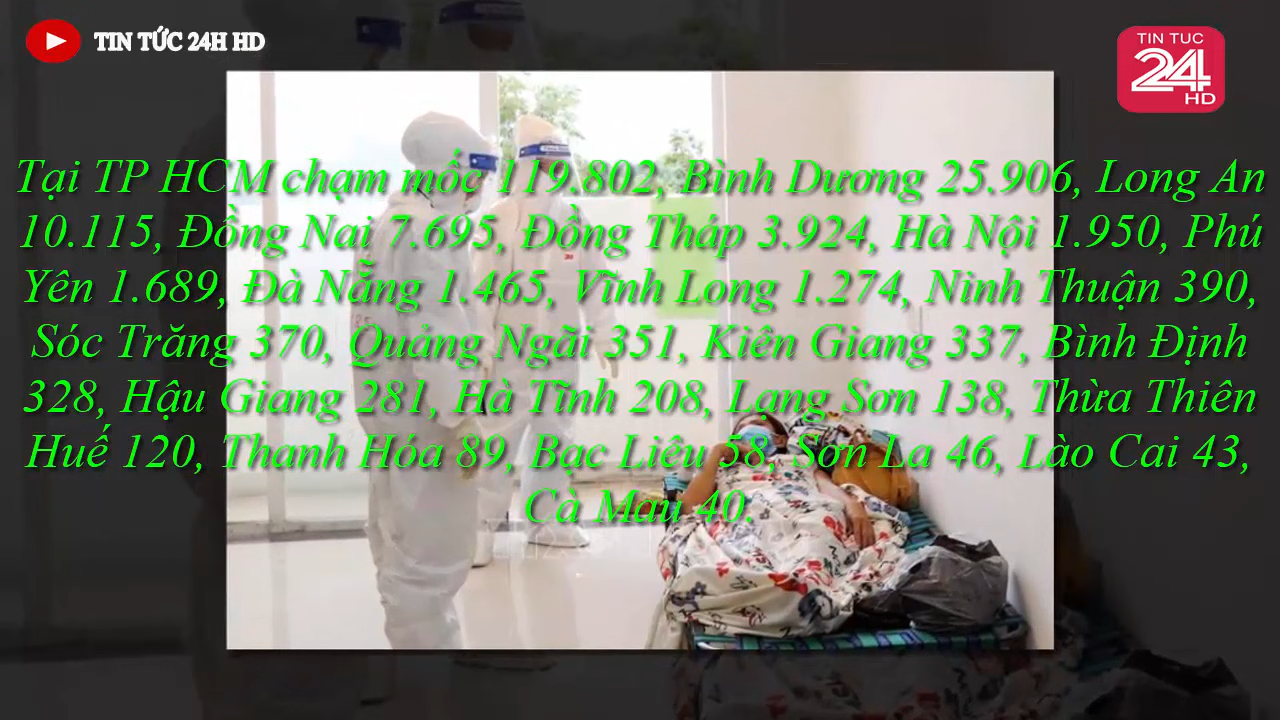 TIN TỨC 24H HD
TIN TUC
24
HD
Tại TP HCM chạm mốc 119.802, Bình Dương 25.906, Long An
10.115, Đồng Nai 7.695, Đồng Tháp 3.924, Hà Nội 1.950, Phú
Yên 1.689, Đà Nẵng 1.465, Vĩnh Long 1.274, Ninh Thuận 390,
Sóc Trăng 370, Quảng Ngãi 351, Kiên Giang 337, Bình Định
328, Hậu Giang 281, Hà Tĩnh 208, Lạng Sơn 138, Thừa Thiên
Huế 120, Thanh Hóa 89, Bạc Liêu 58, Sơn La 46, Lào Cai 43,
Cà Mau 40.